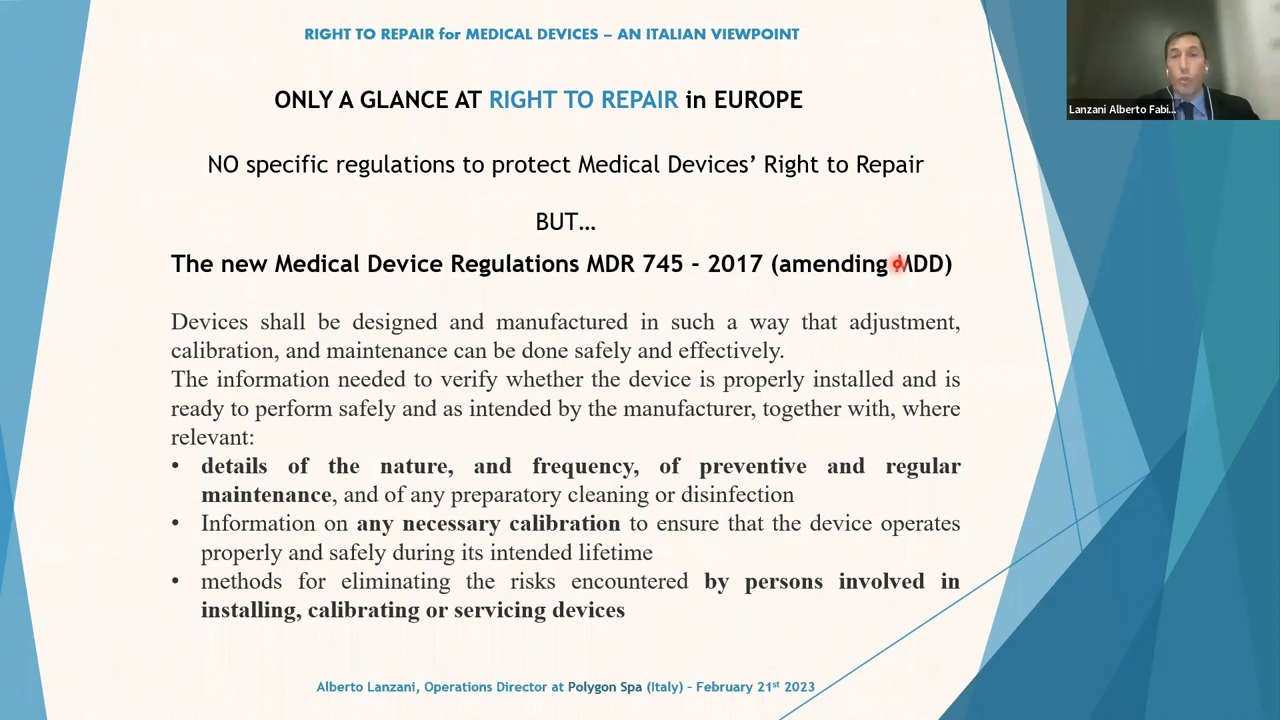 RIGHT TO REPAIR for MEDICAL DEVICES – AN ITALIAN VIEWPOINT
Lanzani Alberto Fabi...
ONLY A GLANCE AT RIGHT TO REPAIR in EUROPE
NO specific regulations to protect Medical Devices’ Right to Repair
BUT…
The new Medical Device Regulations MDR 745 - 2017 (amending MDD)
Devices shall be designed and manufactured in such a way that adjustment,
calibration, and maintenance can be done safely and effectively.
The information needed to verify whether the device is properly installed and is
ready to perform safely and as intended by the manufacturer, together with, where
relevant:
• details of the nature, and frequency, of preventive and regular
maintenance, and of any preparatory cleaning or disinfection
• Information on any necessary calibration to ensure that the device operates
properly and safely during its intended lifetime
• methods for eliminating the risks encountered by persons involved in
installing, calibrating or servicing devices
Alberto Lanzani, Operations Director at Polygon Spa (Italy) - February 21st 2023